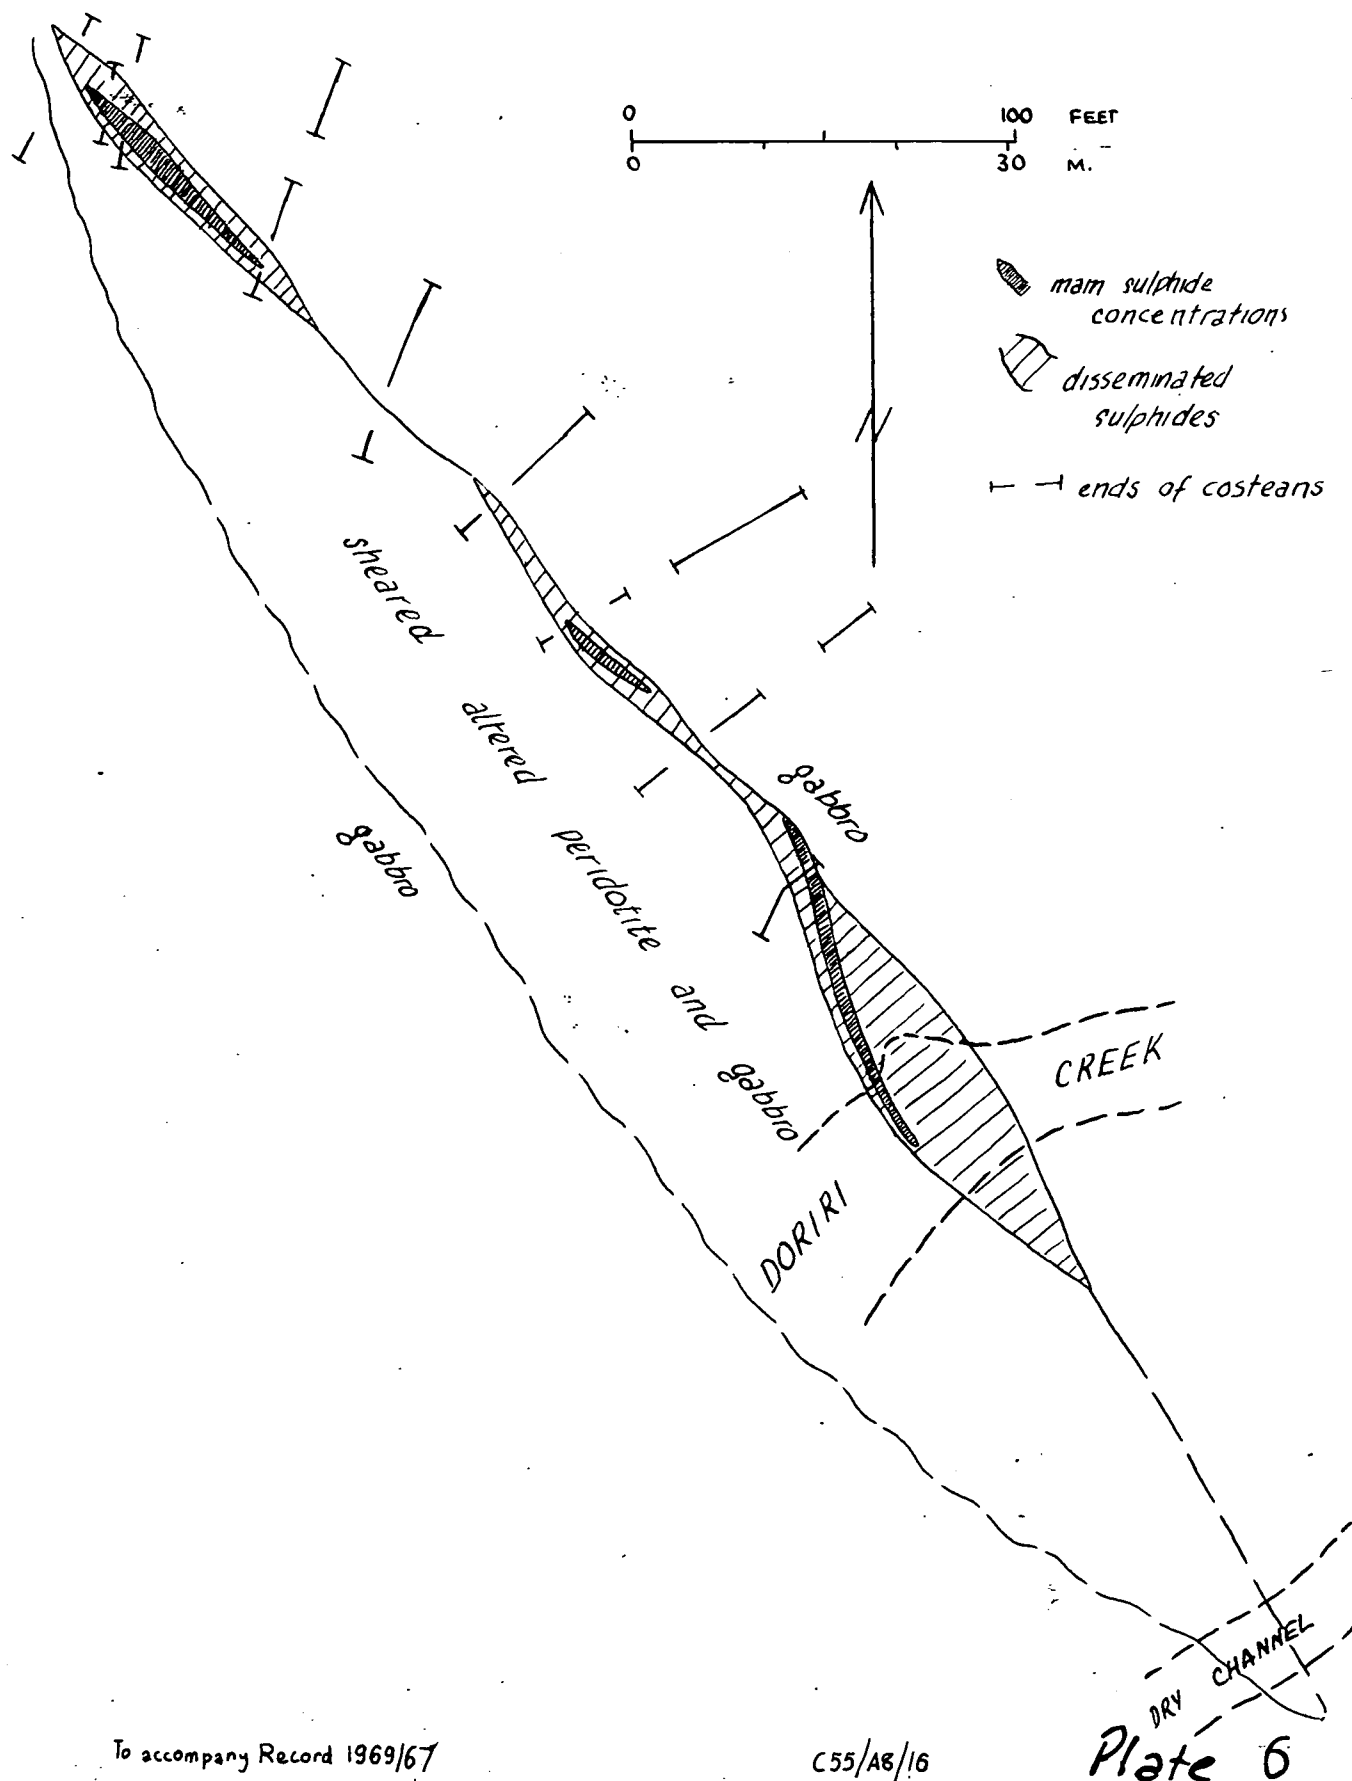 0 100 FEET
0 30 M.
mam sulphide
concentrations
disseminated
sulphides
ends of costeans
sheared
altered
peridotite
and
gabbro
gabbro
gabbro
CREEK
DORIRI
DRY CHANNEL
To accompany Record 1969/67
C55/A8/16
Plate 6